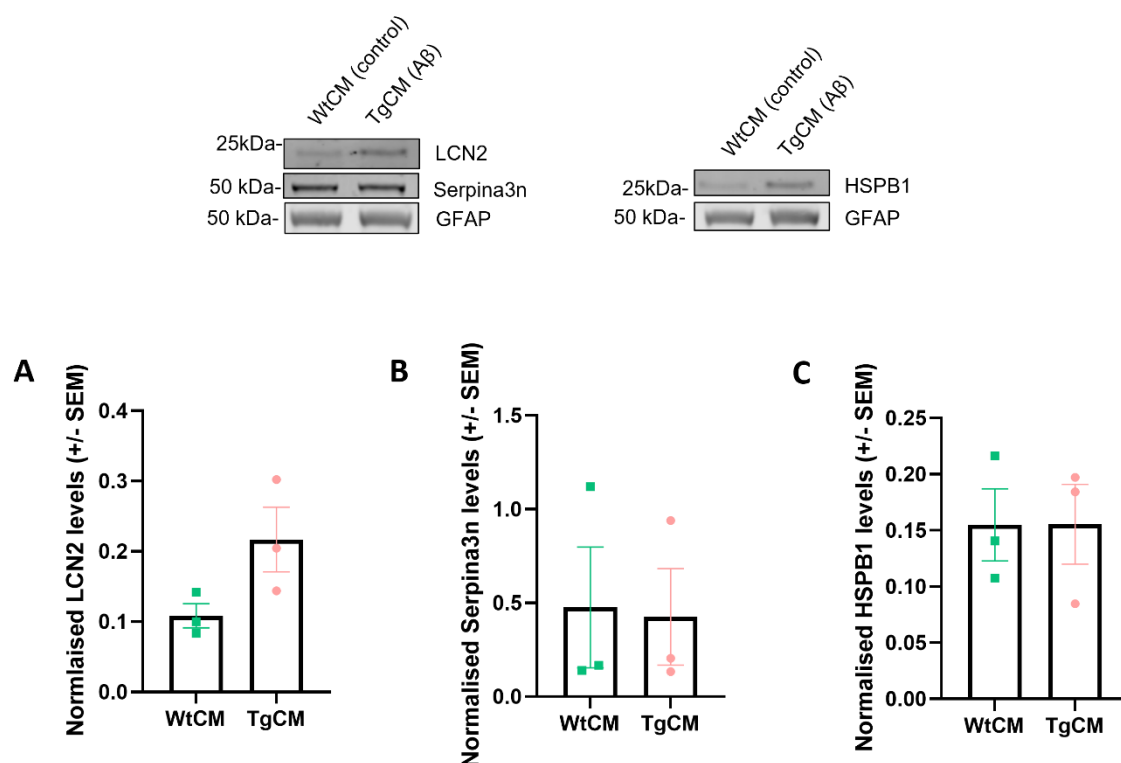 WtCM (control)
TgCM (Aβ)
25kDa-
LCN2
50 kDa-
Serpina3n
50 kDa-
GFAP
WtCM (control)
TgCM (Aβ)
25kDa-
HSPB1
50 kDa-
GFAP
A
Normlaised LCN2 levels (+/- SEM)
0.4
0.3
0.2
0.1
0.0
WtCM
TgCM
B
Normalised Serpina3n levels (+/- SEM)
1.5
1.0
0.5
0.0
WtCM
TgCM
C
Normalised HSPB1 levels (+/- SEM)
0.25
0.20
0.15
0.10
0.05
0.00
WtCM
TgCM